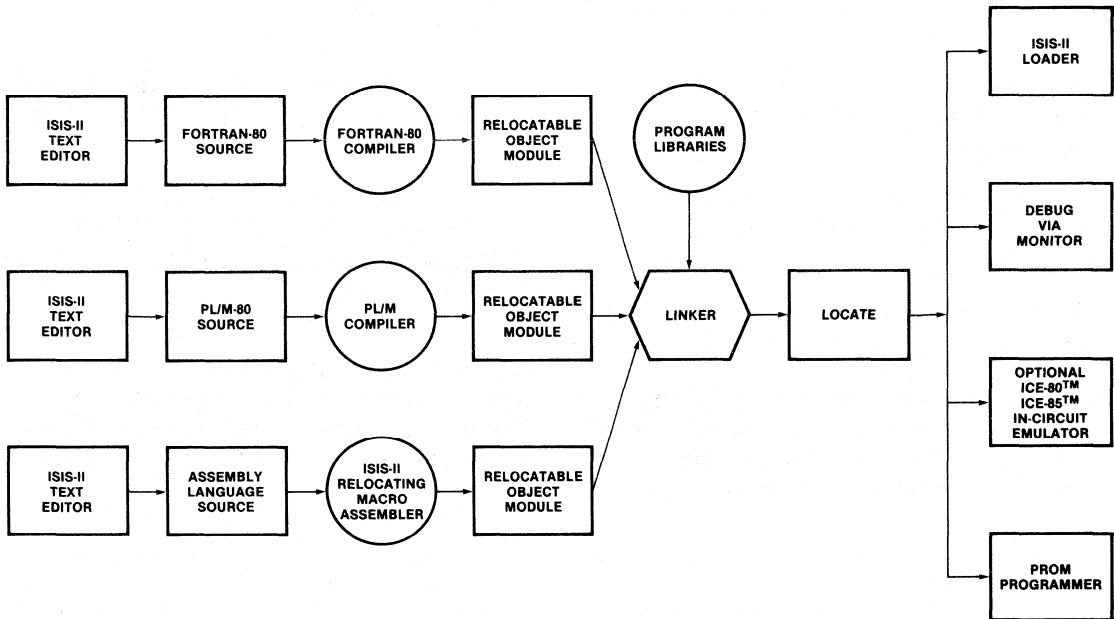 ISIS-II
TEXT
EDITOR
FORTRAN-80
SOURCE
FORTRAN-80
COMPILER
RELOCATABLE
OBJECT
MODULE
PROGRAM
LIBRARIES
ISIS-II
TEXT
EDITOR
PL/M-80
SOURCE
PL/M
COMPILER
RELOCATABLE
OBJECT
MODULE
LINKER
LOCATE
ISIS-II
TEXT
EDITOR
ASSEMBLY
LANGUAGE
SOURCE
ISIS-II
RELOCATING
MACRO
ASSEMBLER
RELOCATABLE
OBJECT
MODULE
ISIS-II
LOADER
DEBUG
VIA
MONITOR
OPTIONAL
ICE-80™
ICE-85™
IN-CIRCUIT
EMULATOR
PROM
PROGRAMMER